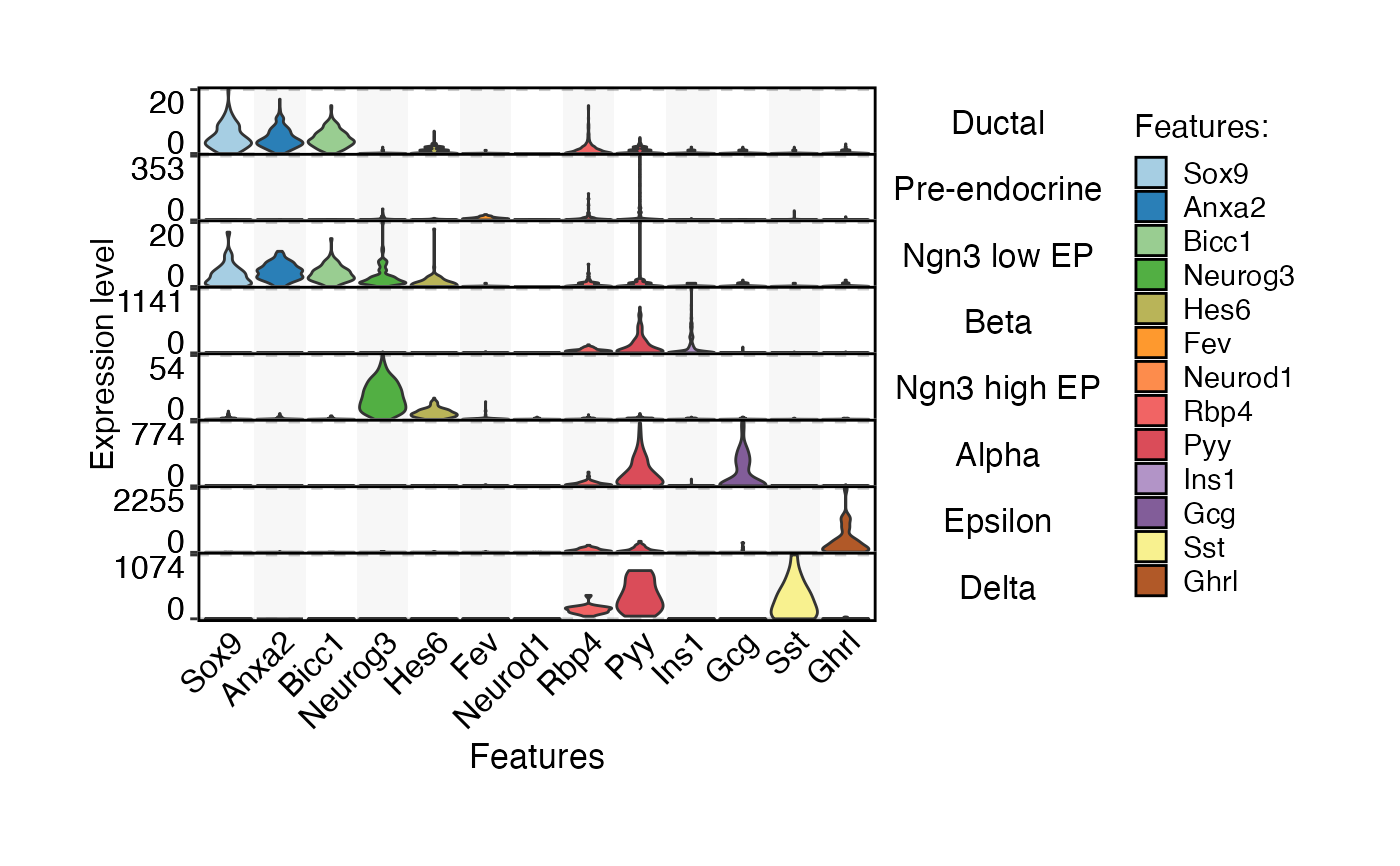 20
0
Ductal
353
0
Pre-endocrine
20
0
Ngn3 low EP
1141
0
Beta
54
0
Ngn3 high EP
774
0
Alpha
2255
0
Epsilon
1074
0
Delta
Expression level
Sox9
Anxa2
Bicc1
Neurog3
Hes6
Fev
Neurod1
Rbp4
Pyy
Ins1
Gcg
Sst
Ghrl
Features
Features:
Sox9
Anxa2
Bicc1
Neurog3
Hes6
Fev
Neurod1
Rbp4
Pyy
Ins1
Gcg
Sst
Ghrl